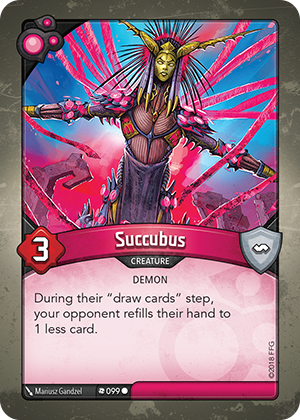 Succubus
CREATURE
3
DEMON
During their “draw cards” step,
your opponent refills their hand to
1 less card.
©2018 FFG
Mariusz Gandzel 099